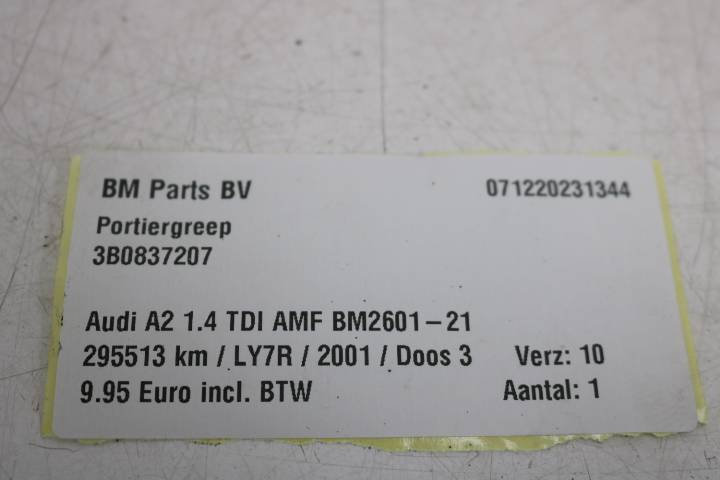 BM Parts BV 071220231344
Portiergreep
3B0837207
Audi A2 1.4 TDI AMF BM2601-21
295513 km / LY7R / 2001 / Doos 3 Verz: 10
9.95 Euro incl. BTW Aantal: 1